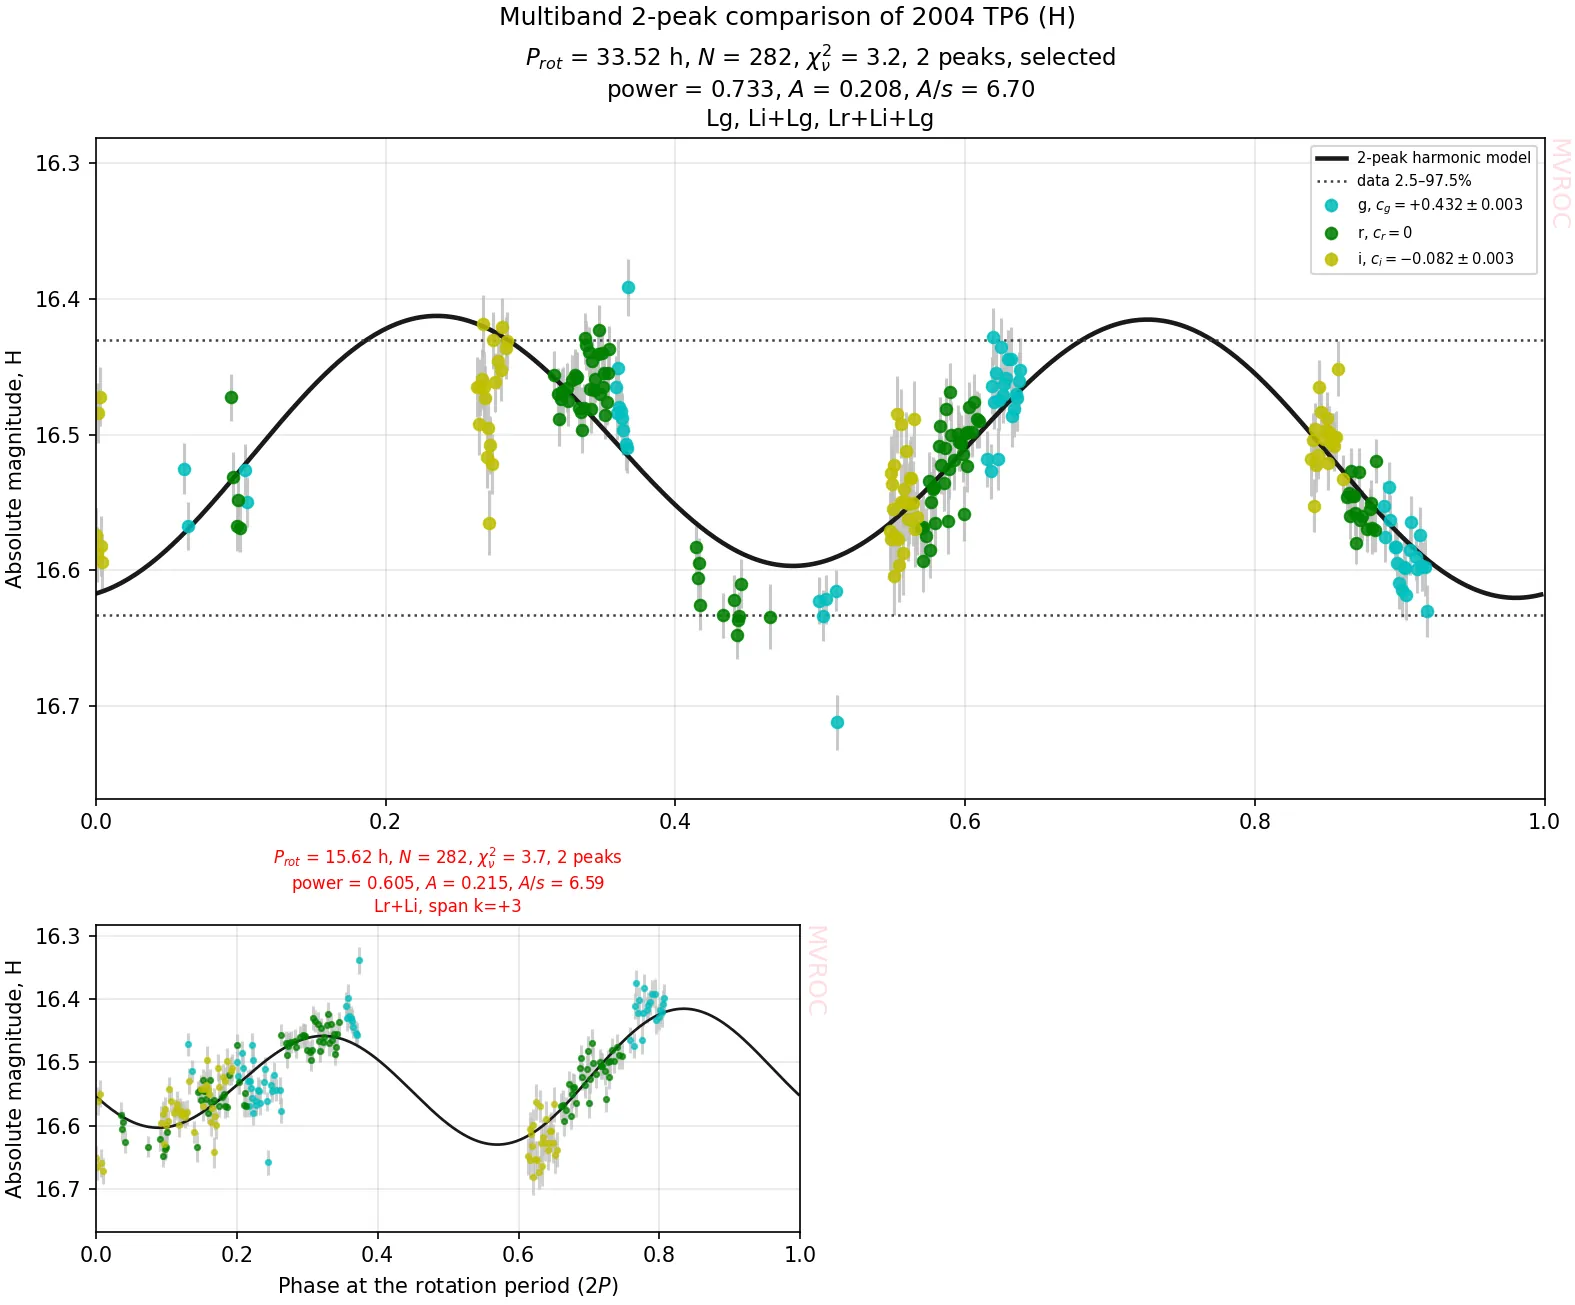 Multiband 2-peak comparison of 2004 TP6 (H)
P_rot = 33.52 h, N = 282, χ²_ν = 3.2, 2 peaks, selected
power = 0.733, A = 0.208, A/s = 6.70
Lg, Li+Lg, Lr+Li+Lg
2-peak harmonic model
data 2.5–97.5%
g, c_g = +0.432 ± 0.003
r, c_r = 0
i, c_i = −0.082 ± 0.003
MVROC
Absolute magnitude, H
16.3
16.4
16.5
16.6
16.7
0.0 0.2 0.4 0.6 0.8 1.0
P_rot = 15.62 h, N = 282, χ²_ν = 3.7, 2 peaks
power = 0.605, A = 0.215, A/s = 6.59
Lr+Li, span k=+3
MVROC
Absolute magnitude, H
16.3
16.4
16.5
16.6
16.7
0.0 0.2 0.4 0.6 0.8 1.0
Phase at the rotation period (2P)